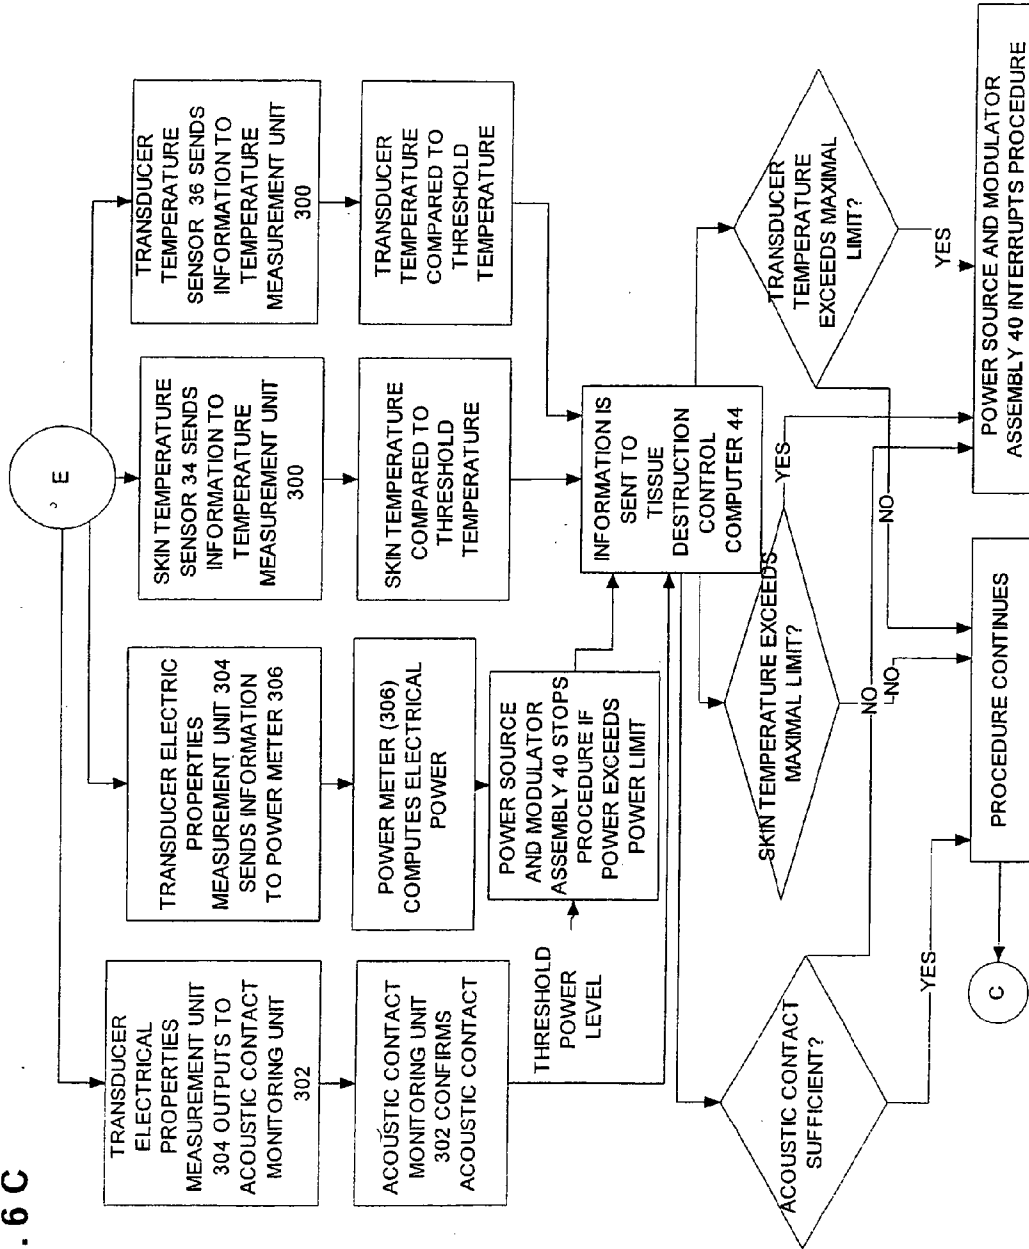 . 6 C
E
TRANSDUCER
ELECTRICAL
PROPERTIES
MEASUREMENT UNIT
304 OUTPUTS TO
ACOUSTIC CONTACT
MONITORING UNIT
302
TRANSDUCER ELECTRIC
PROPERTIES
MEASUREMENT UNIT 304
SENDS INFORMATION
TO POWER METER 306
SKIN TEMPERATURE
SENSOR 34 SENDS
INFORMATION TO
TEMPERATURE
MEASUREMENT UNIT
300
TRANSDUCER
TEMPERATURE
SENSOR 36 SENDS
INFORMATION TO
TEMPERATURE
MEASUREMENT UNIT
300
ACOUSTIC CONTACT
MONITORING UNIT
302 CONFIRMS
ACOUSTIC CONTACT
POWER METER (306)
COMPUTES ELECTRICAL
POWER
SKIN TEMPERATURE
COMPARED TO
THRESHOLD
TEMPERATURE
TRANSDUCER
TEMPERATURE
COMPARED TO
THRESHOLD
TEMPERATURE
THRESHOLD
POWER
LEVEL
POWER SOURCE
AND MODULATOR
ASSEMBLY 40 STOPS
PROCEDURE IF
POWER EXCEEDS
POWER LIMIT
INFORMATION IS
SENT TO
TISSUE
DESTRUCTION
CONTROL
COMPUTER 44
ACOUSTIC CONTACT
SUFFICIENT?
SKIN TEMPERATURE EXCEEDS
MAXIMAL LIMIT?
TRANSDUCER
TEMPERATURE
EXCEEDS MAXIMAL
LIMIT?
YES
NO
NO
YES
NO
YES
C
PROCEDURE CONTINUES
POWER SOURCE AND MODULATOR
ASSEMBLY 40 INTERRUPTS PROCEDURE